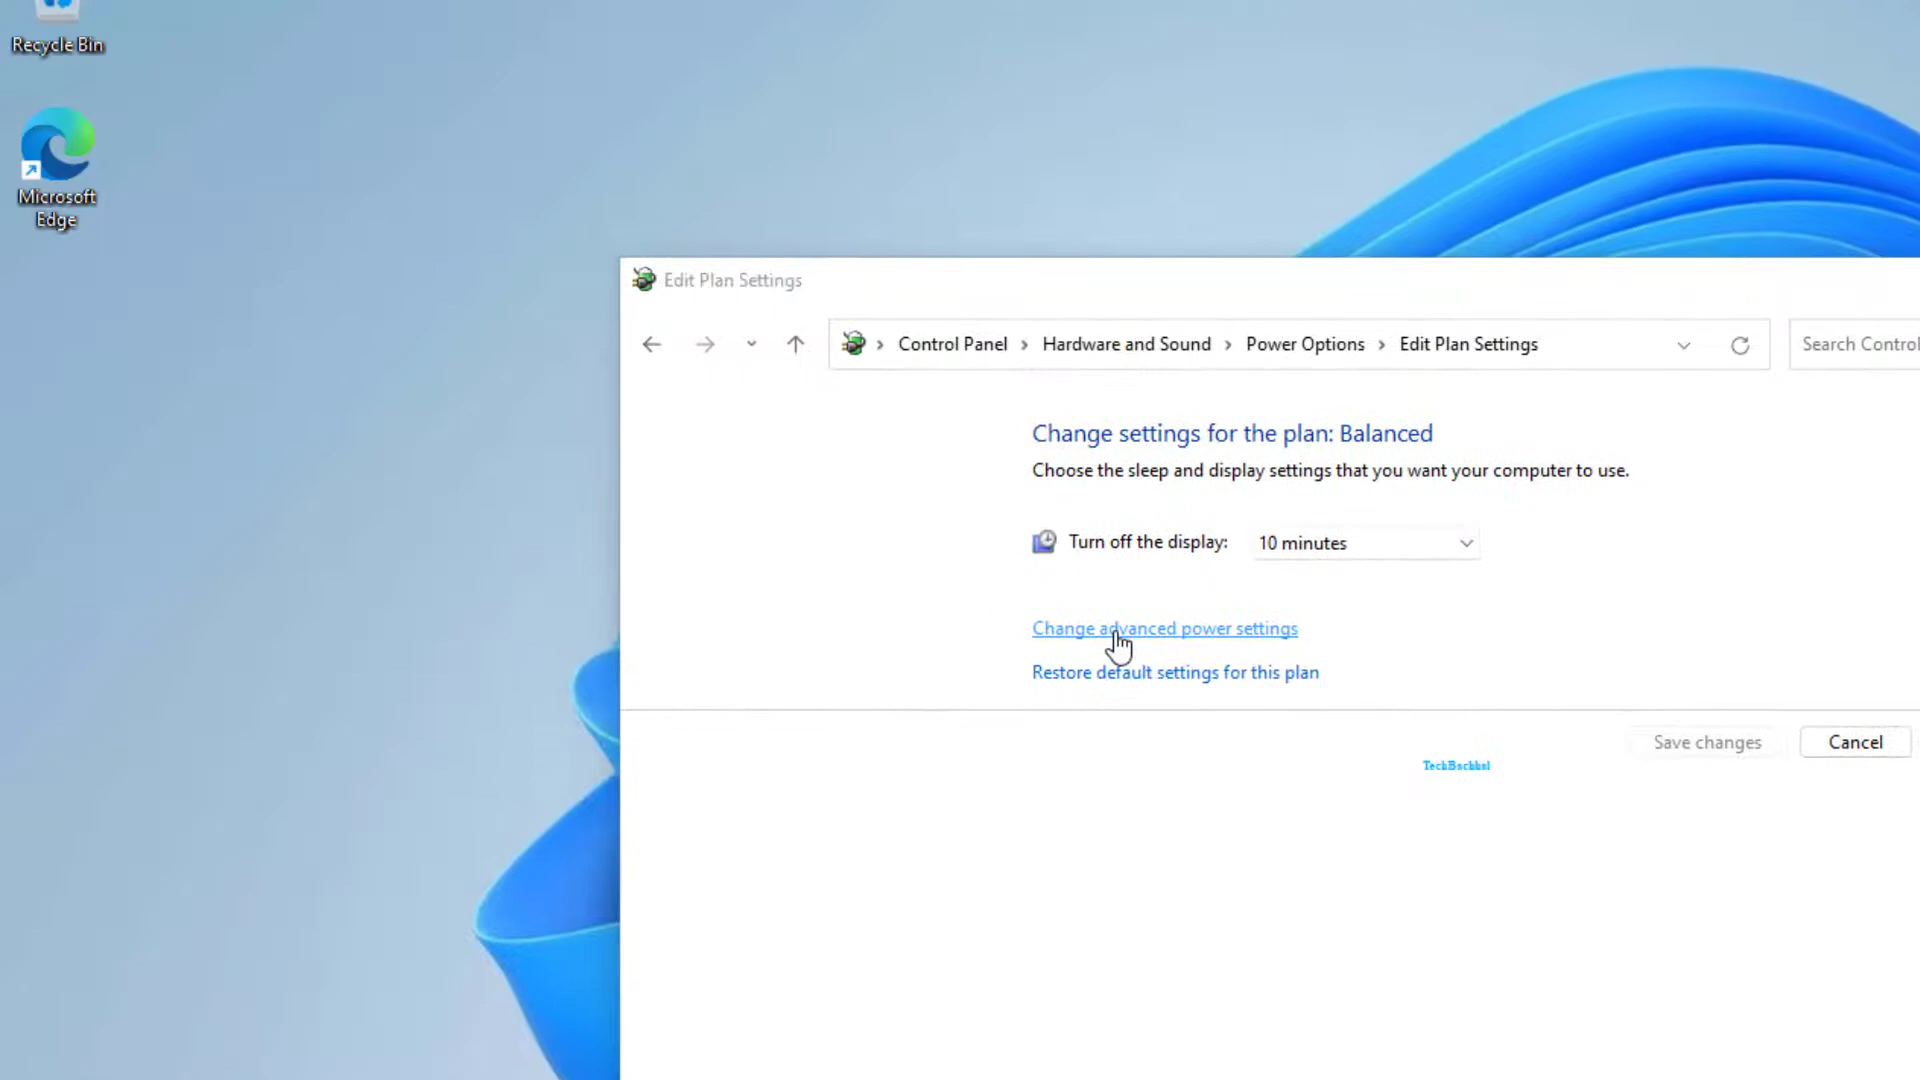 Recycle Bin
Microsoft
Edge
Edit Plan Settings
Control Panel > Hardware and Sound > Power Options > Edit Plan Settings
Search Control
Change settings for the plan: Balanced
Choose the sleep and display settings that you want your computer to use.
Turn off the display: 10 minutes
Change advanced power settings
Restore default settings for this plan
Save changes
Cancel